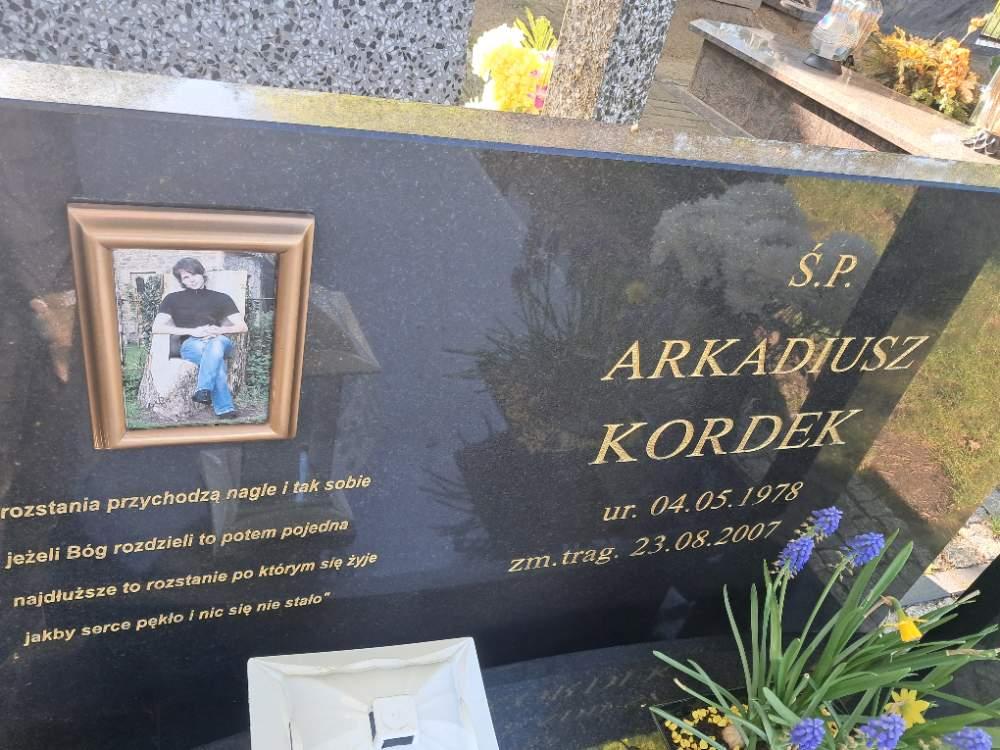 Ś.P.
ARKADIUSZ
KORDEK
ur. 04.05.1978
zm.trag. 23.08.2007
rozstania przychodzą nagle i tak sobie
jeżeli Bóg rozdzieli to potem pojedna
najdłuższe to rozstanie po którym się żyje
jakby serce pękło i nic się nie stało"